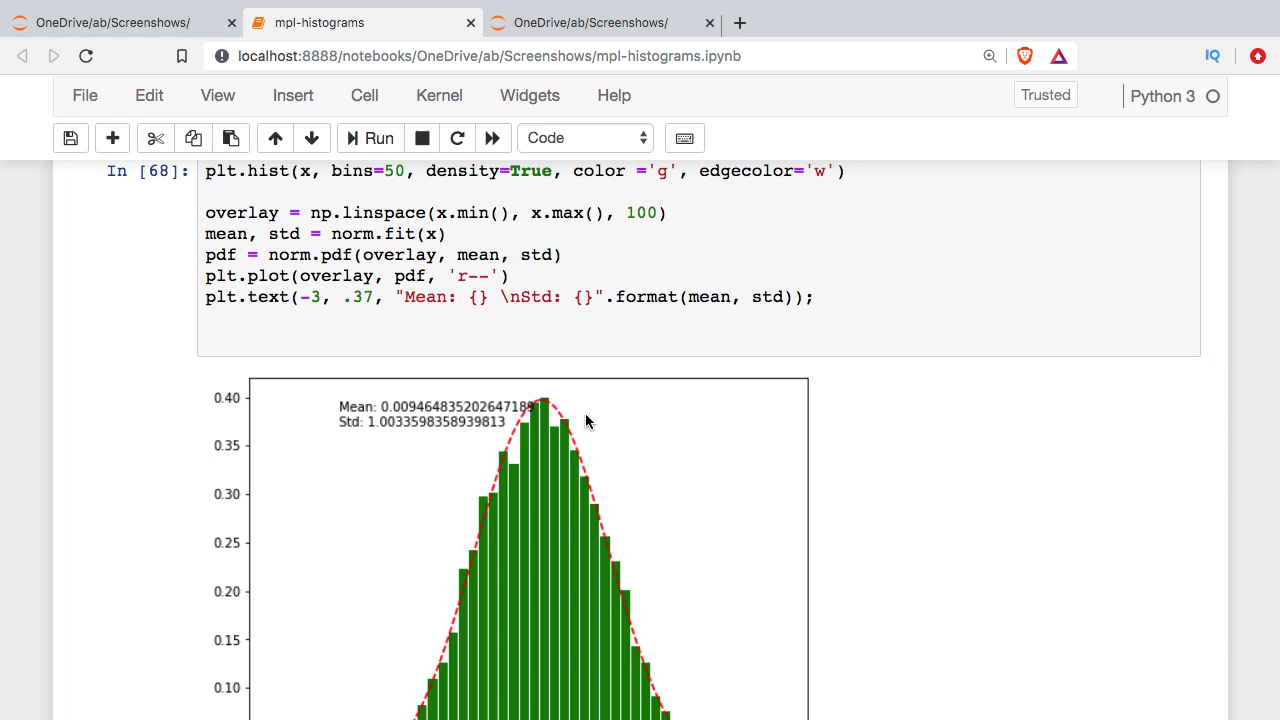 OneDrive/ab/Screenshows/
mpl-histograms
OneDrive/ab/Screenshows/
localhost:8888/notebooks/OneDrive/ab/Screenshows/mpl-histograms.ipynb
IQ
File Edit View Insert Cell Kernel Widgets Help Trusted Python 3
Run Code
In [68]: plt.hist(x, bins=50, density=True, color ='g', edgecolor='w')
overlay = np.linspace(x.min(), x.max(), 100)
mean, std = norm.fit(x)
pdf = norm.pdf(overlay, mean, std)
plt.plot(overlay, pdf, 'r--')
plt.text(-3, .37, "Mean: {} \nStd: {}".format(mean, std));
0.40
Mean: 0.009464835202647189
Std: 1.0033598358939813
0.35
0.30
0.25
0.20
0.15
0.10